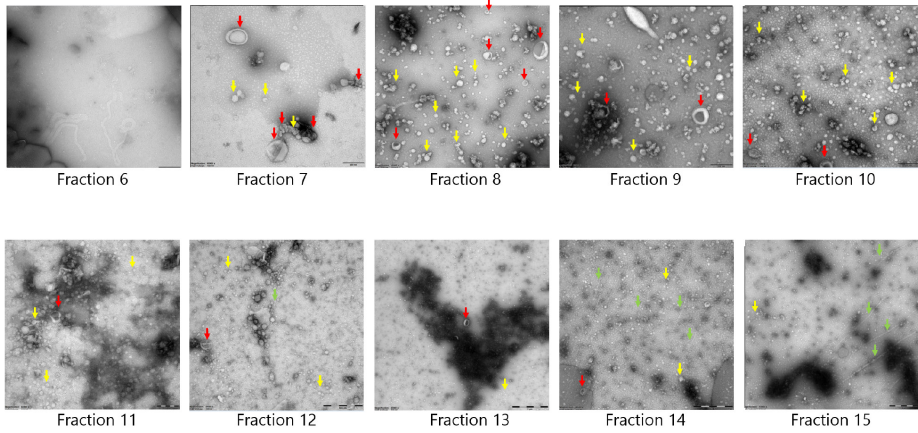 Fraction 6
Fraction 7
Fraction 8
Fraction 9
Fraction 10
Fraction 11
Fraction 12
Fraction 13
Fraction 14
Fraction 15